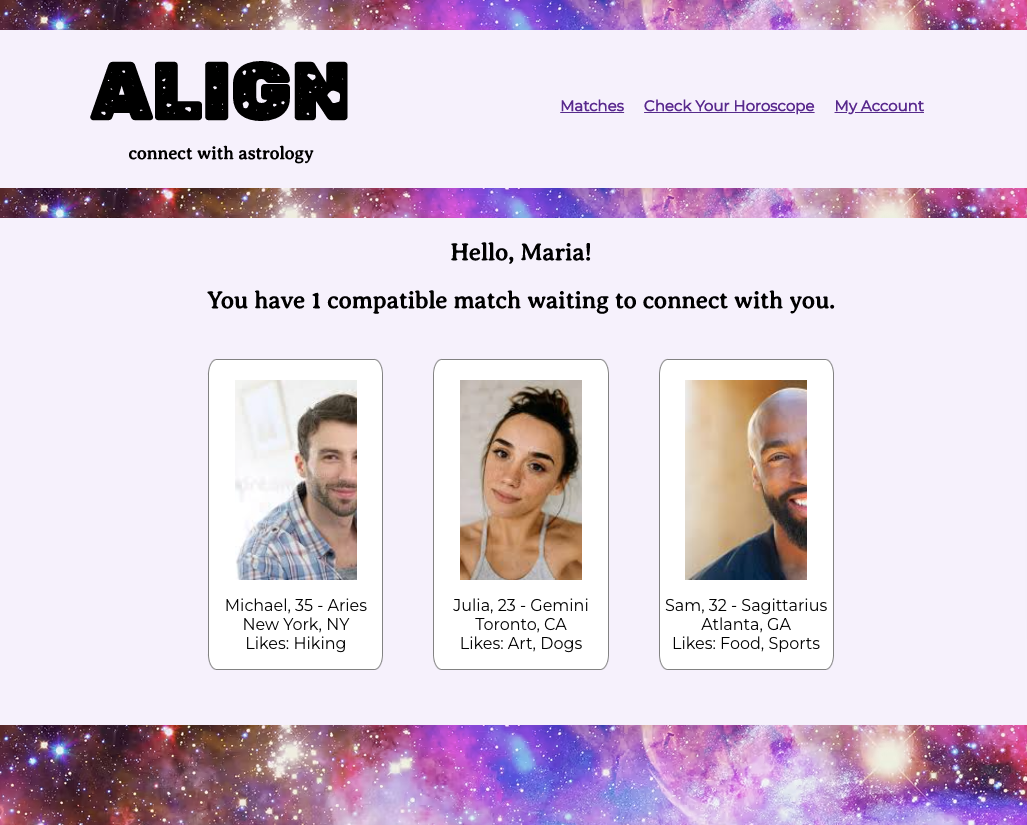 ALIGN
connect with astrology
Matches Check Your Horoscope My Account
Hello, Maria!
You have 1 compatible match waiting to connect with you.
Michael, 35 - Aries
New York, NY
Likes: Hiking
Julia, 23 - Gemini
Toronto, CA
Likes: Art, Dogs
Sam, 32 - Sagittarius
Atlanta, GA
Likes: Food, Sports